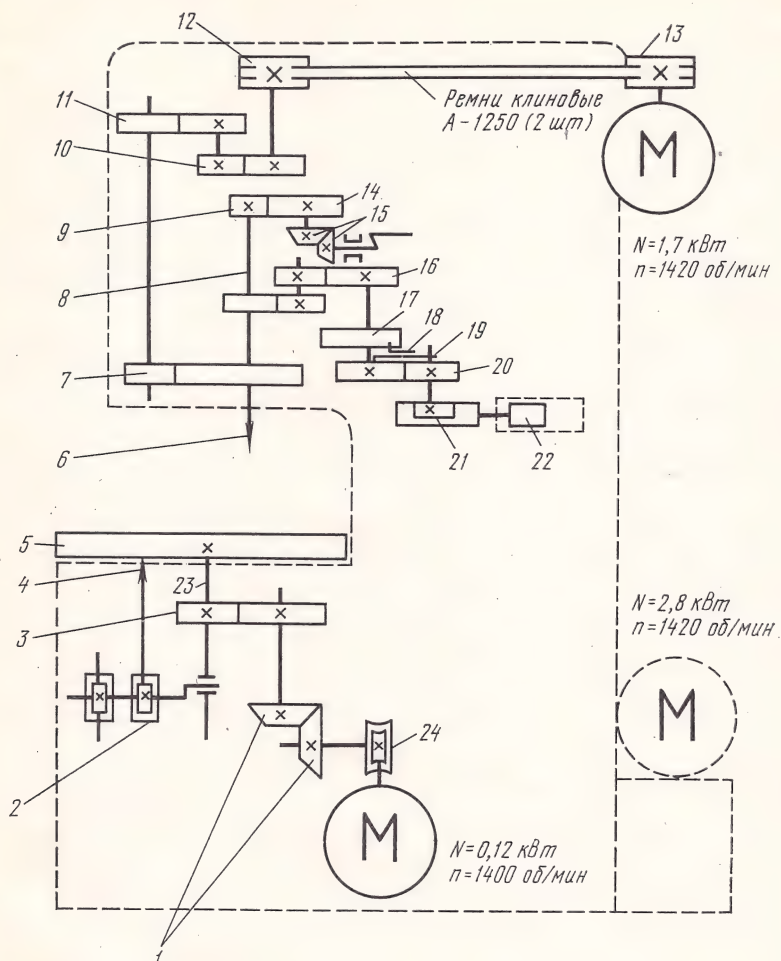 12
13
11
Ремни клиновые
А-1250 (2 шт)
М
10
14
9
15
N=1,7 кВт
n=1420 об/мин
16
8
17
18
19
7
20
6
21
22
5
4
23
N=2,8 кВт
n=1420 об/мин
3
М
24
2
М
N=0,12 кВт
n=1400 об/мин
1